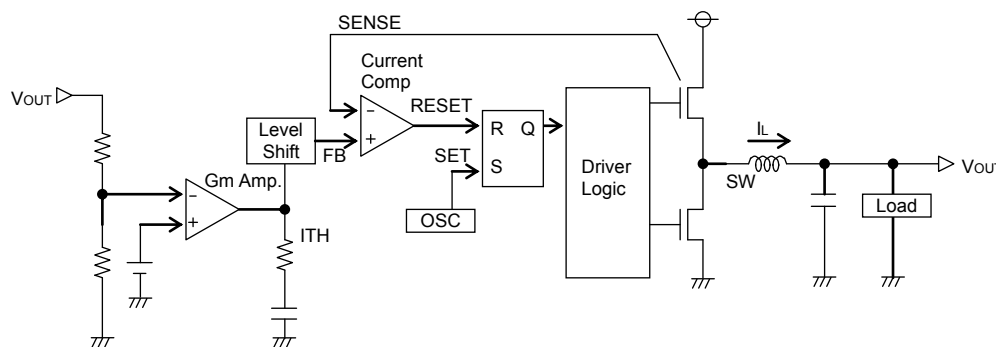 SENSE
Current
Comp
VOUT
RESET
R Q
S
Level
Shift
FB
SET
Gm Amp.
-
+
-
+
OSC
ITH
Driver
Logic
IL
SW
VOUT
Load